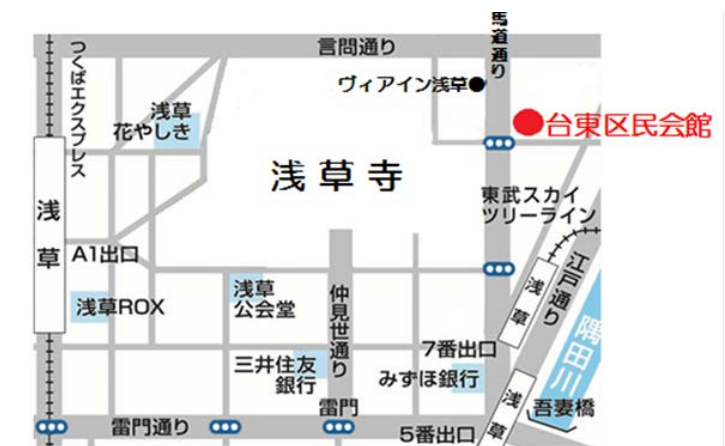 言問通り
馬道通り
つくばエクスプレス
ヴィアイン浅草
浅草
花やしき
台東区民会館
浅草寺
東武スカイ
ツリーライン
浅草
A1出口
江戸通り
浅草
浅草ROX
浅草
公会堂
仲見世通り
隅田川
7番出口
三井住友
銀行
みずほ銀行
雷門
浅草
吾妻橋
雷門通り
5番出口